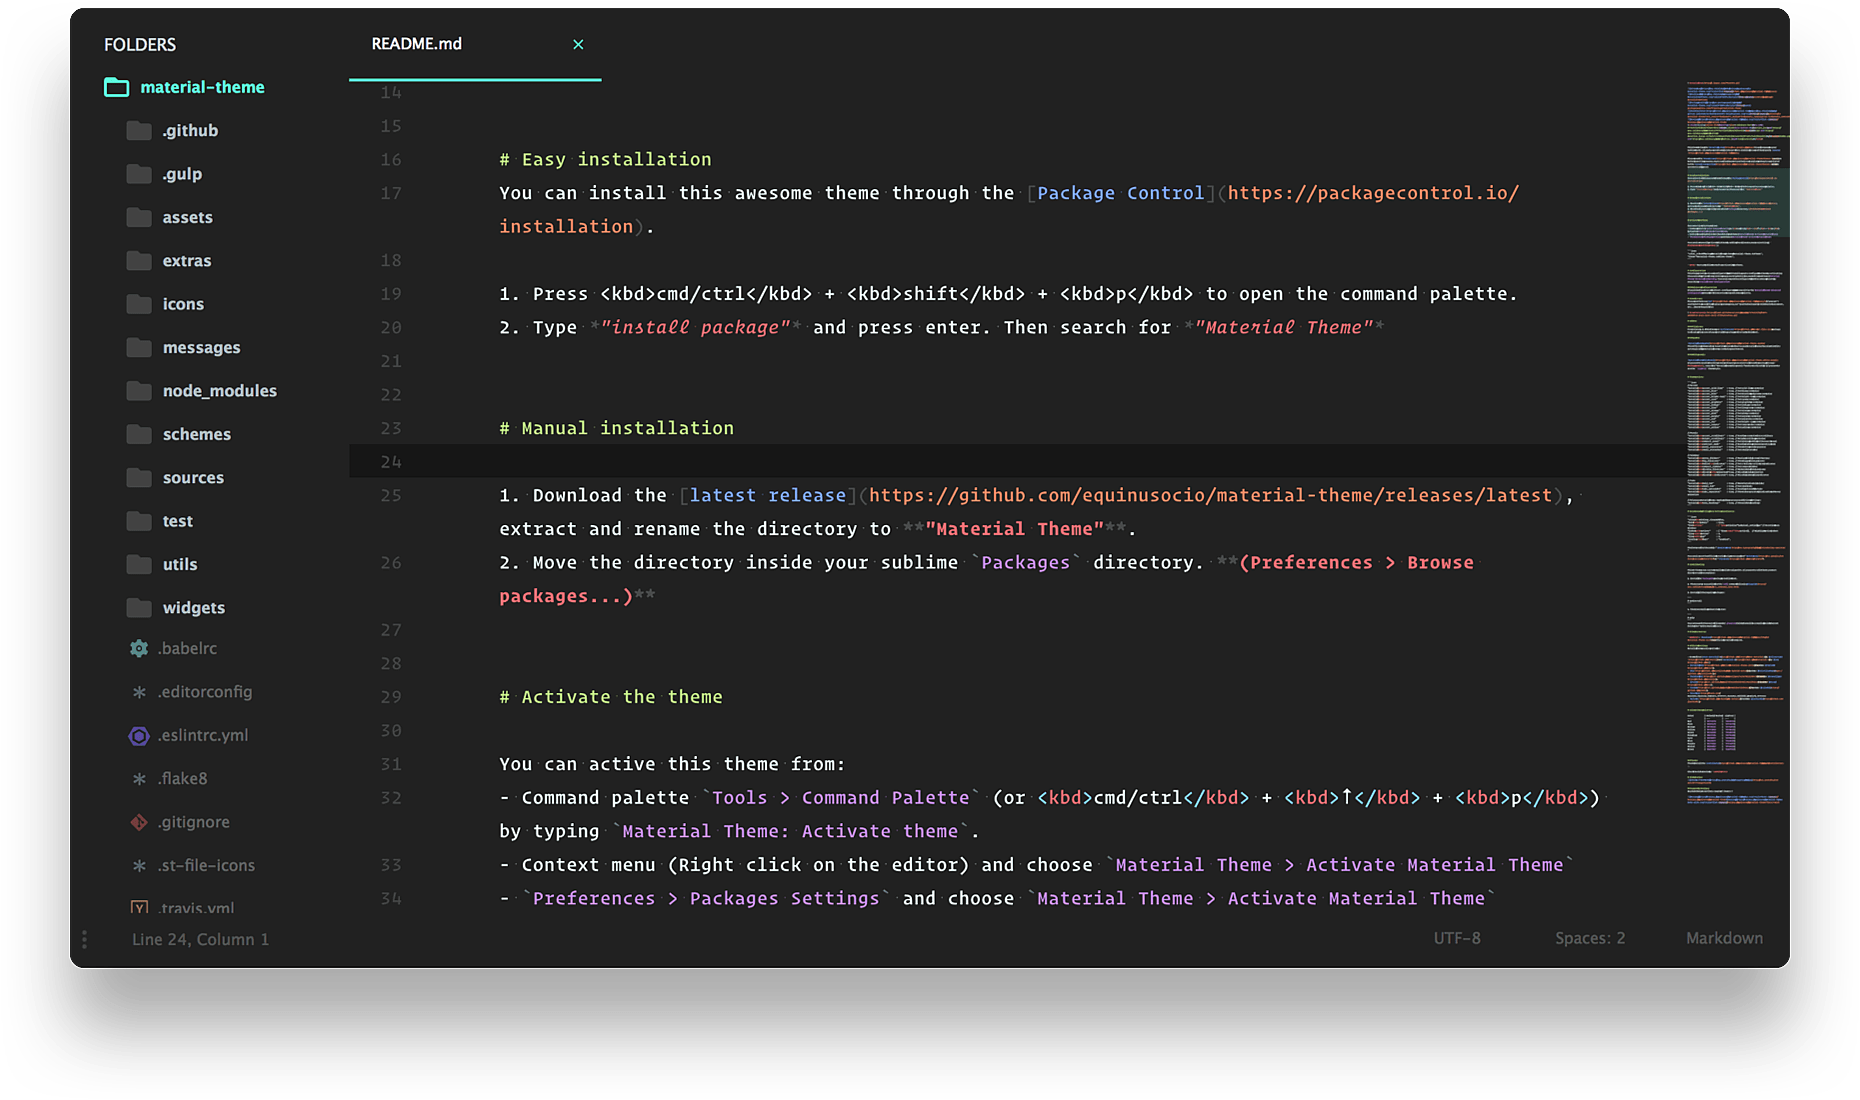 FOLDERS
README.md ×
material-theme
.github
.gulp
assets
extras
icons
messages
node_modules
schemes
sources
test
utils
widgets
.babelrc
.editorconfig
.eslintrc.yml
.flake8
.gitignore
.st-file-icons
.travis.yml
14
15
16 # Easy installation
17 You can install this awesome theme through the [Package Control](https://packagecontrol.io/
installation).
18
19 1. Press <kbd>cmd/ctrl</kbd> + <kbd>shift</kbd> + <kbd>p</kbd> to open the command palette.
20 2. Type *"install package"* and press enter. Then search for *"Material Theme"*
21
22
23 # Manual installation
24
25 1. Download the [latest release](https://github.com/equinusocio/material-theme/releases/latest),
extract and rename the directory to **"Material Theme"**.
26 2. Move the directory inside your sublime `Packages` directory. **(Preferences > Browse
packages...)**
27
28
29 # Activate the theme
30
31 You can active this theme from:
32 - Command palette `Tools > Command Palette` (or <kbd>cmd/ctrl</kbd> + <kbd>↑</kbd> + <kbd>p</kbd>)
by typing `Material Theme: Activate theme`.
33 - Context menu (Right click on the editor) and choose `Material Theme > Activate Material Theme`
34 - `Preferences > Packages Settings` and choose `Material Theme > Activate Material Theme`
Line 24, Column 1
UTF-8
Spaces: 2
Markdown